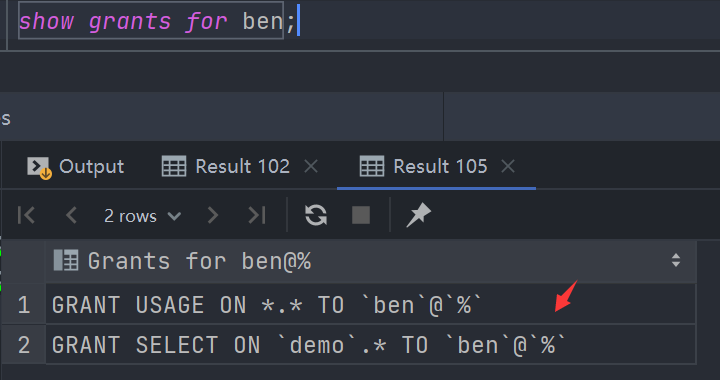 show grants for ben;
es
Output
Result 102
Result 105
2 rows
Grants for ben@%
1 GRANT USAGE ON *.* TO `ben`@`%`
2 GRANT SELECT ON `demo`.* TO `ben`@`%`